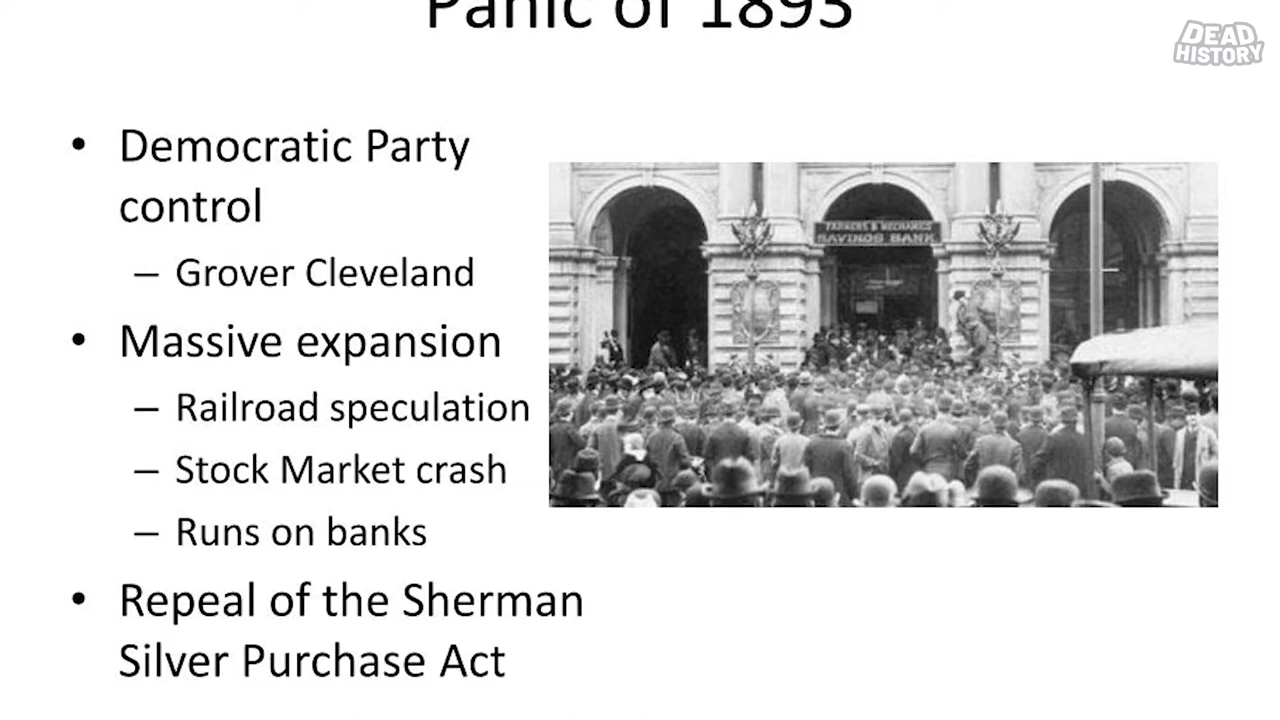 Panic of 1893
DEAD
HISTORY
• Democratic Party
control
– Grover Cleveland
• Massive expansion
– Railroad speculation
– Stock Market crash
– Runs on banks
• Repeal of the Sherman
Silver Purchase Act
FARMERS & MECHANICS'
SAVINGS BANK